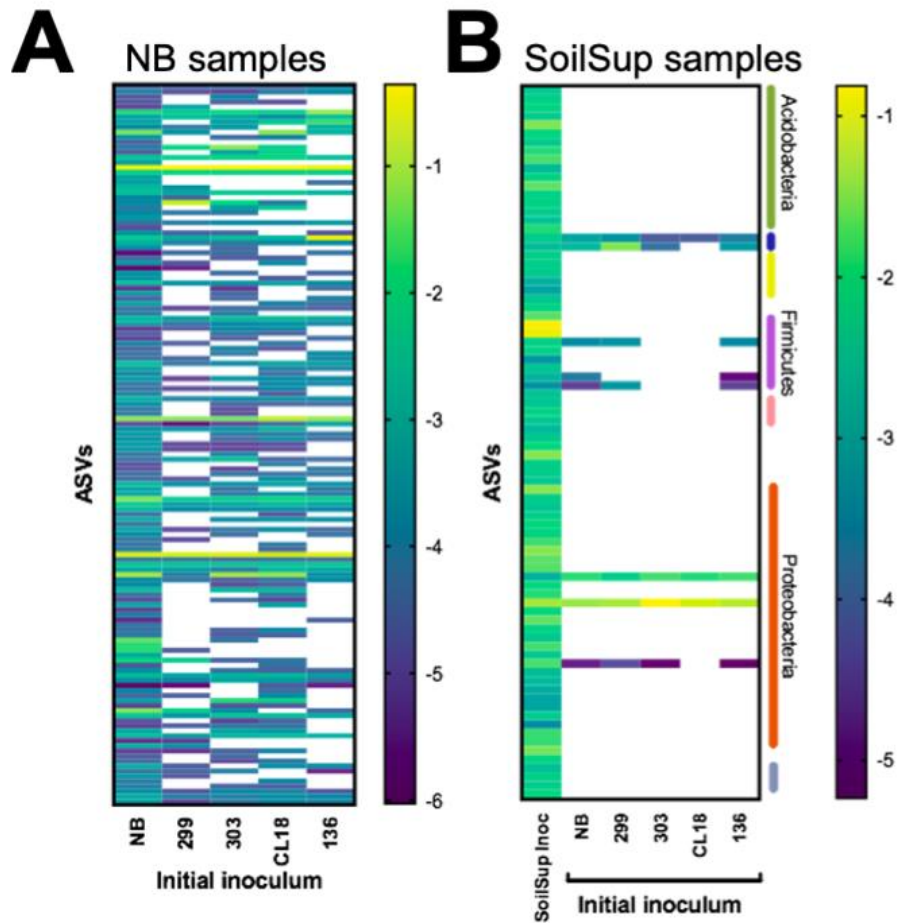 A NB samples
-1
-2
-3
-4
-5
-6
ASVs
NB
299
303
CL18
136
Initial inoculum
B SoilSup samples
Acidobacteria
Firmicutes
Proteobacteria
-1
-2
-3
-4
-5
ASVs
SoilSup Inoc
NB
299
303
CL18
136
Initial inoculum